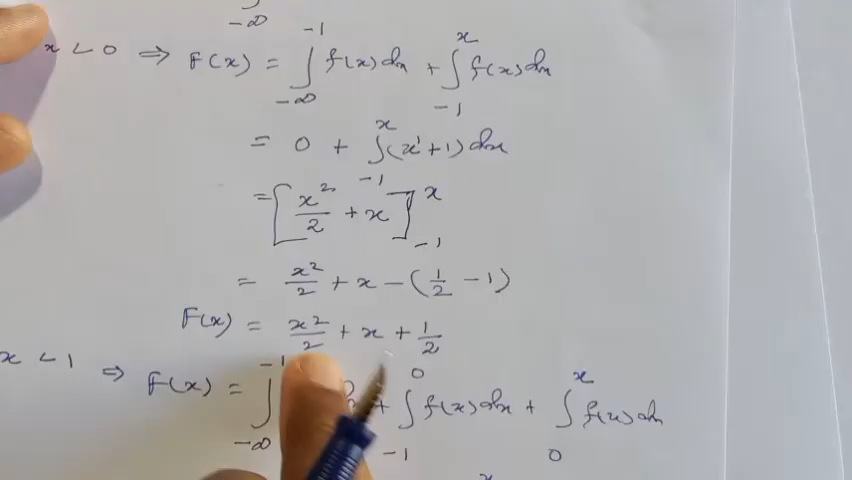 -∞
x < 0 ⇒ F(x) = ∫_{-∞}^{-1} f(x) dx + ∫_{-1}^{x} f(x) dx
= 0 + ∫_{-1}^{x} (x¹ + 1) dx
= [x²/2 + x]_{-1}^{x}
= x²/2 + x - (1/2 - 1)
F(x) = x²/2 + x + 1/2
x < 1 ⇒ F(x) = ∫_{-∞}^{-1} + ∫_{-1}^{0} f(x) dx + ∫_{0}^{x} f(x) dx
x